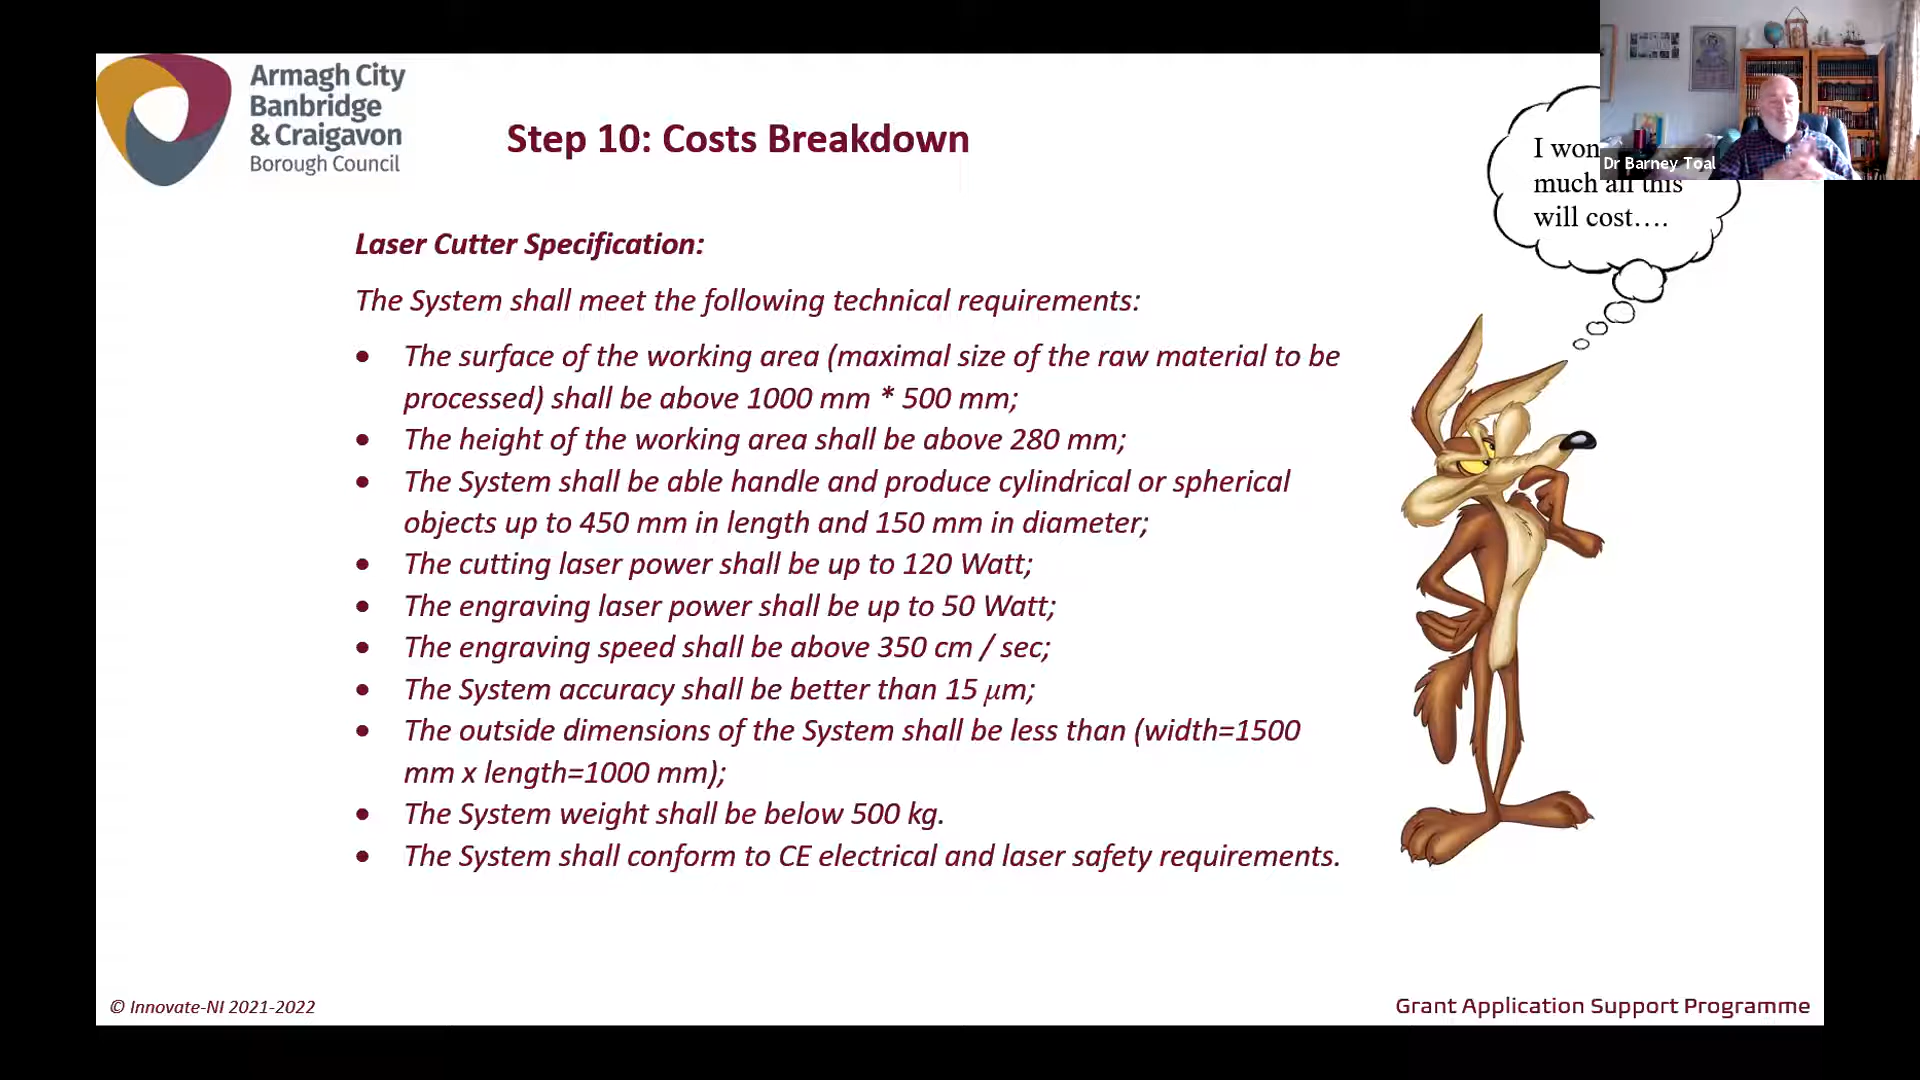 Armagh City
Banbridge
& Craigavon
Borough Council
Step 10: Costs Breakdown
I won
much all this
will cost….
Dr Barney Toal
Laser Cutter Specification:
The System shall meet the following technical requirements:
• The surface of the working area (maximal size of the raw material to be
processed) shall be above 1000 mm * 500 mm;
• The height of the working area shall be above 280 mm;
• The System shall be able handle and produce cylindrical or spherical
objects up to 450 mm in length and 150 mm in diameter;
• The cutting laser power shall be up to 120 Watt;
• The engraving laser power shall be up to 50 Watt;
• The engraving speed shall be above 350 cm / sec;
• The System accuracy shall be better than 15 μm;
• The outside dimensions of the System shall be less than (width=1500
mm x length=1000 mm);
• The System weight shall be below 500 kg.
• The System shall conform to CE electrical and laser safety requirements.
© Innovate-NI 2021-2022
Grant Application Support Programme